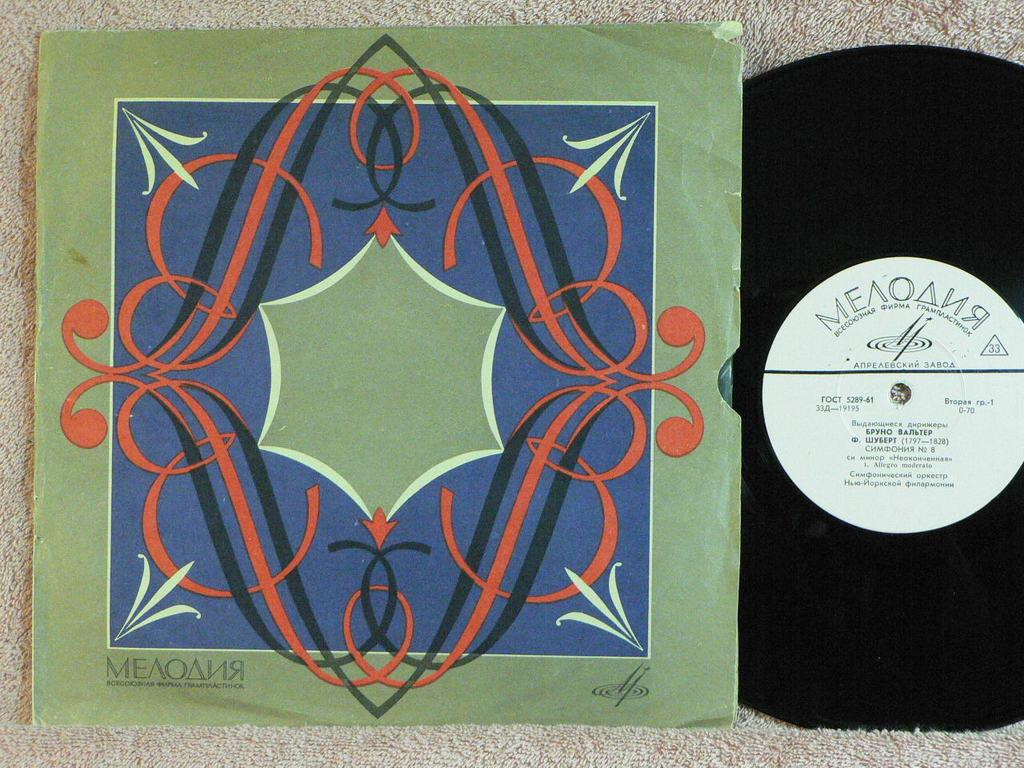 МЕЛОДИЯ
ВСЕСОЮЗНАЯ ФИРМА ГРАМПЛАСТИНОК
МЕЛОДИЯ
ВСЕСОЮЗНАЯ ФИРМА ГРАМПЛАСТИНОК
33
АПРЕЛЕВСКИЙ ЗАВОД
ГОСТ 5289-61
33Д—19195
Вторая гр.-1
0-70
Выдающиеся дирижеры
БРУНО ВАЛЬТЕР
Ф. ШУБЕРТ (1797—1828)
СИМФОНИЯ № 8
си минор «Неоконченная»
1. Allegro moderato
Симфонический оркестр
Нью-Йоркской филармонии